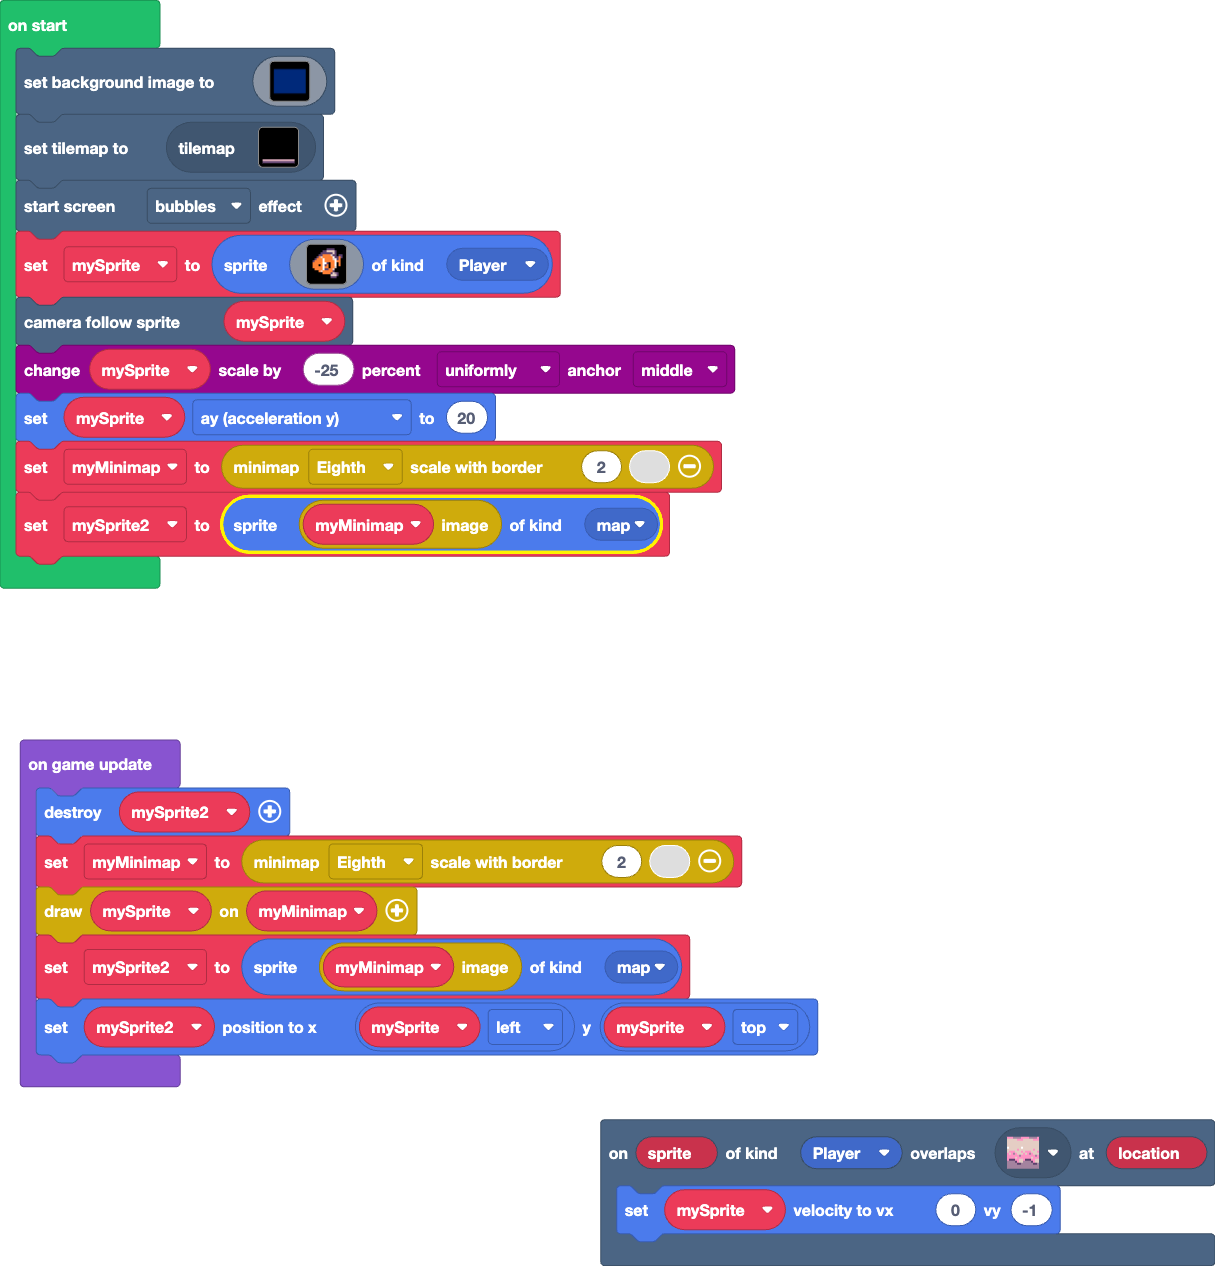 on start
set background image to
set tilemap to tilemap
start screen bubbles effect
set mySprite to sprite of kind Player
camera follow sprite mySprite
change mySprite scale by -25 percent uniformly anchor middle
set mySprite ay (acceleration y) to 20
set myMinimap to minimap Eighth scale with border 2
set mySprite2 to sprite myMinimap image of kind map
on game update
destroy mySprite2
set myMinimap to minimap Eighth scale with border 2
draw mySprite on myMinimap
set mySprite2 to sprite myMinimap image of kind map
set mySprite2 position to x mySprite left y mySprite top
on sprite of kind Player overlaps at location
set mySprite velocity to vx 0 vy -1